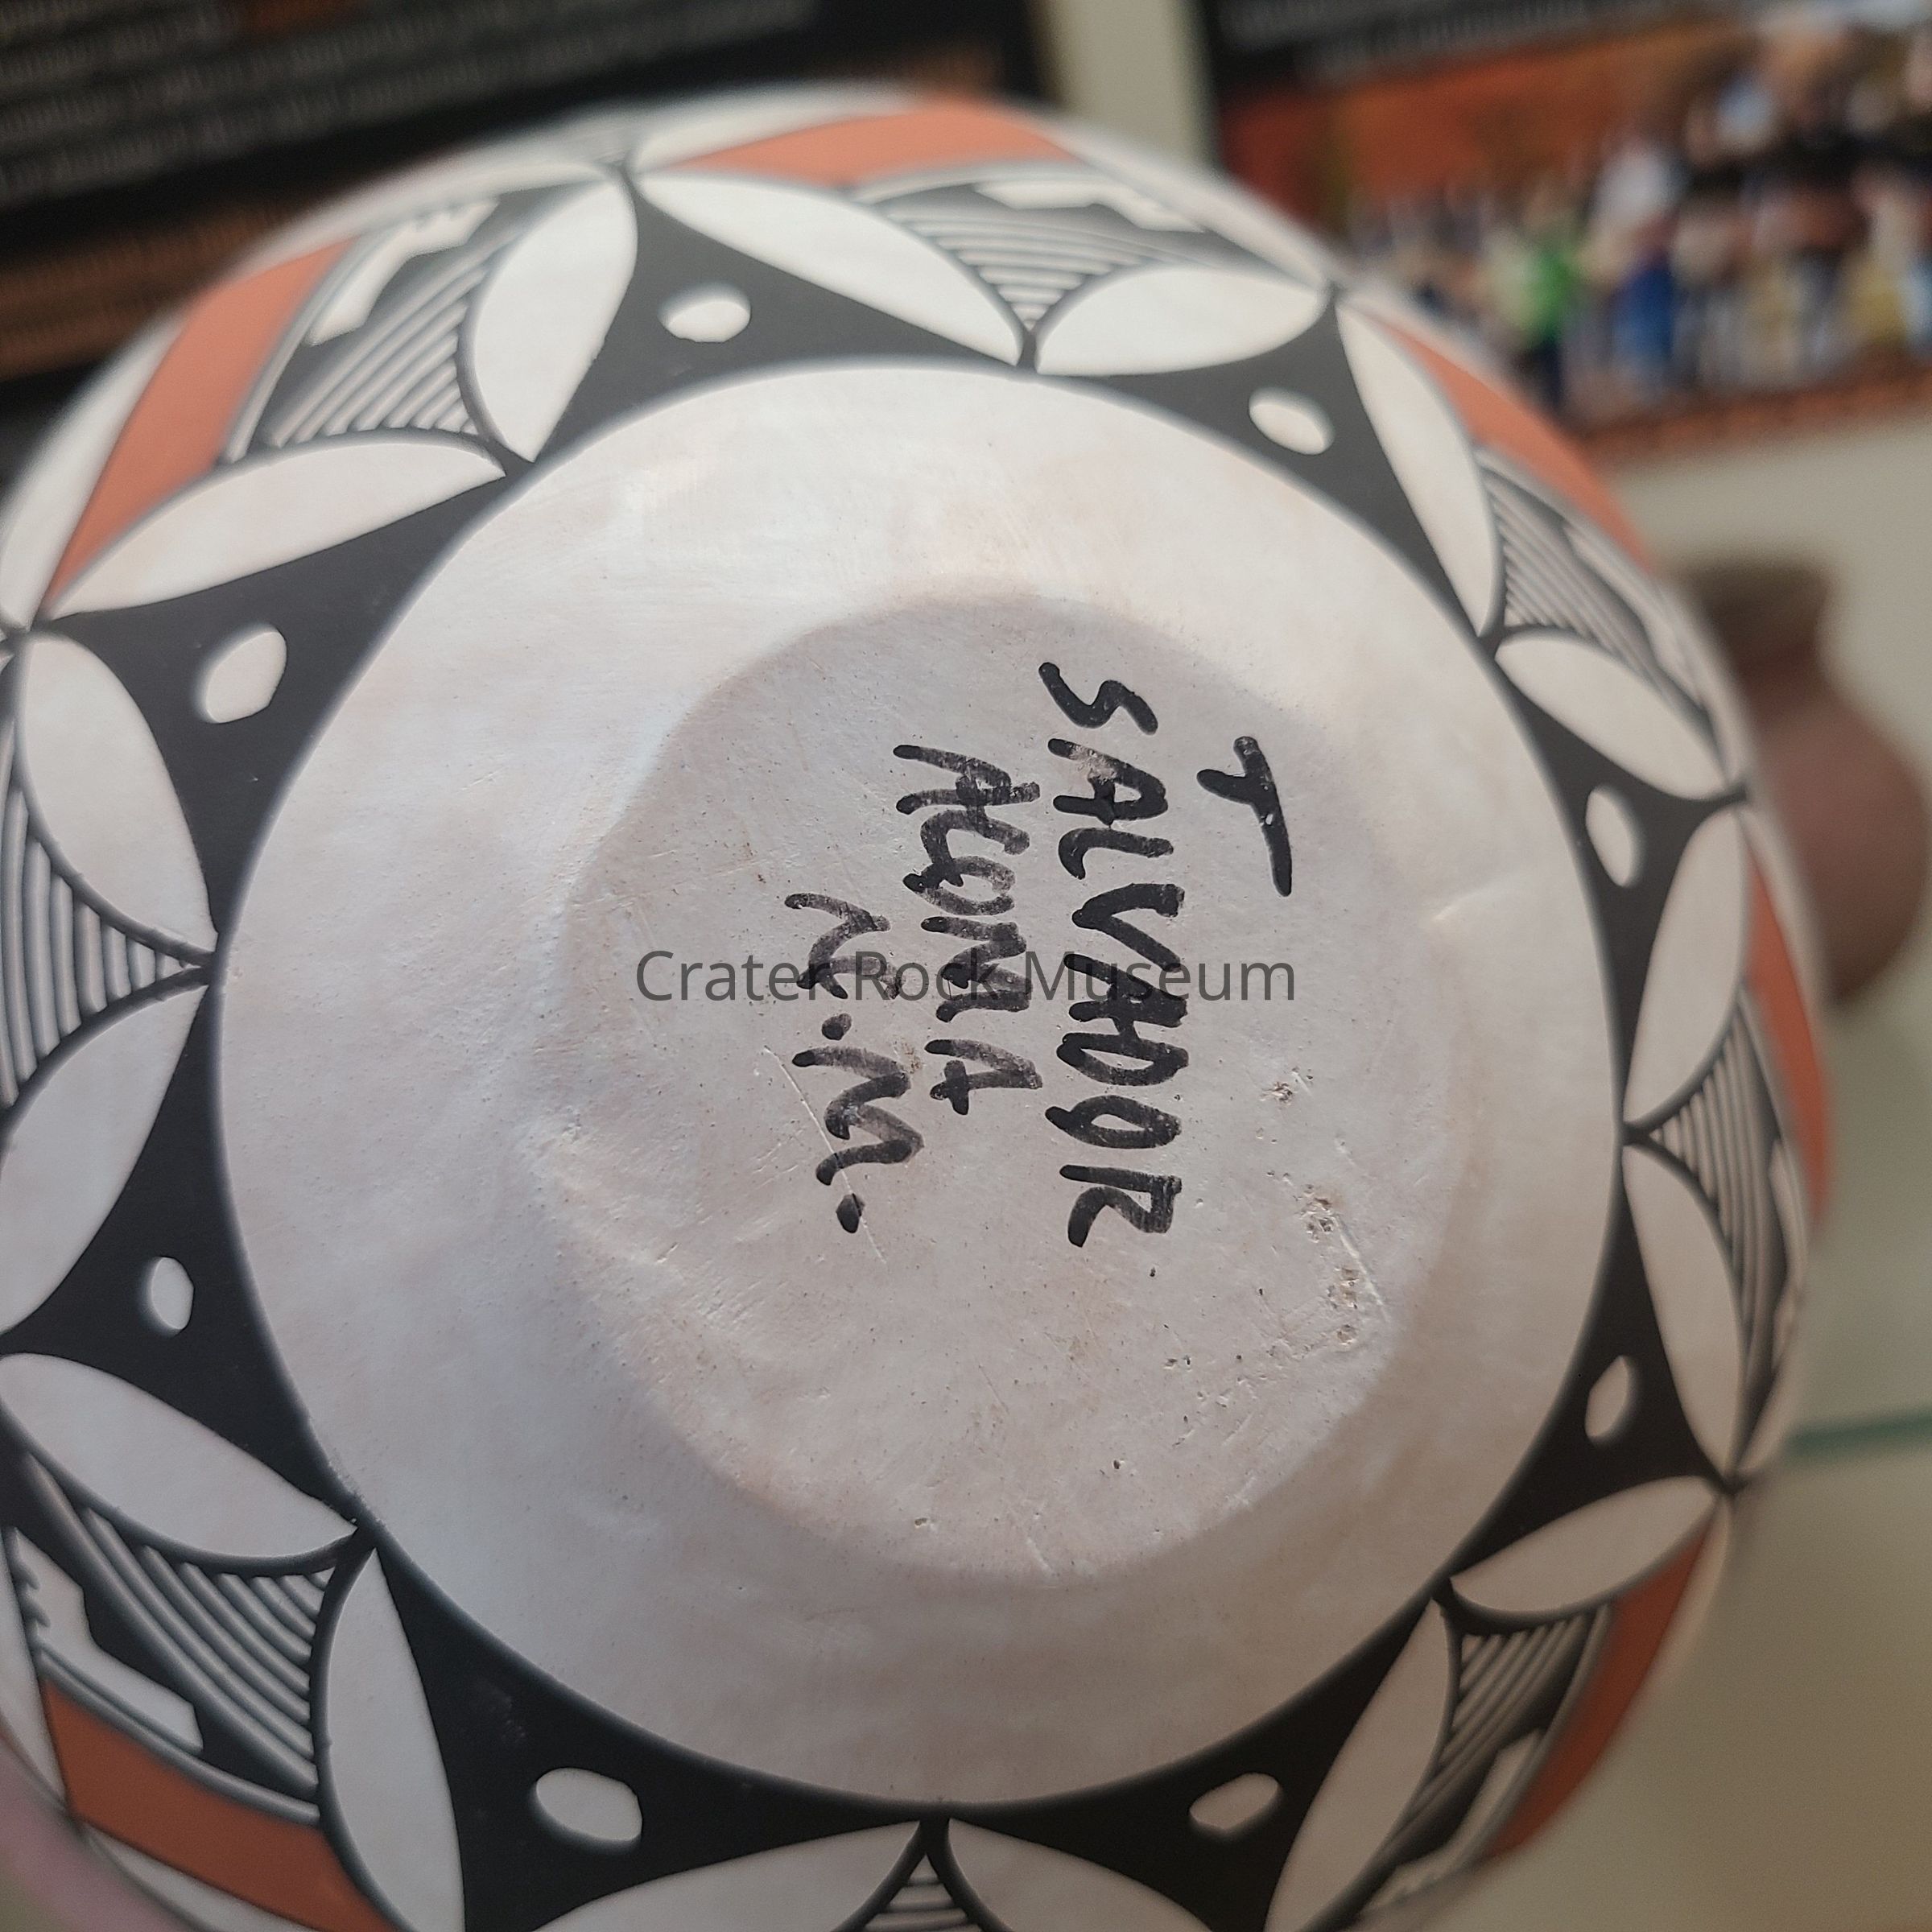 T
SALVADOR
ACOMA
N.M.
Crater Rock Museum